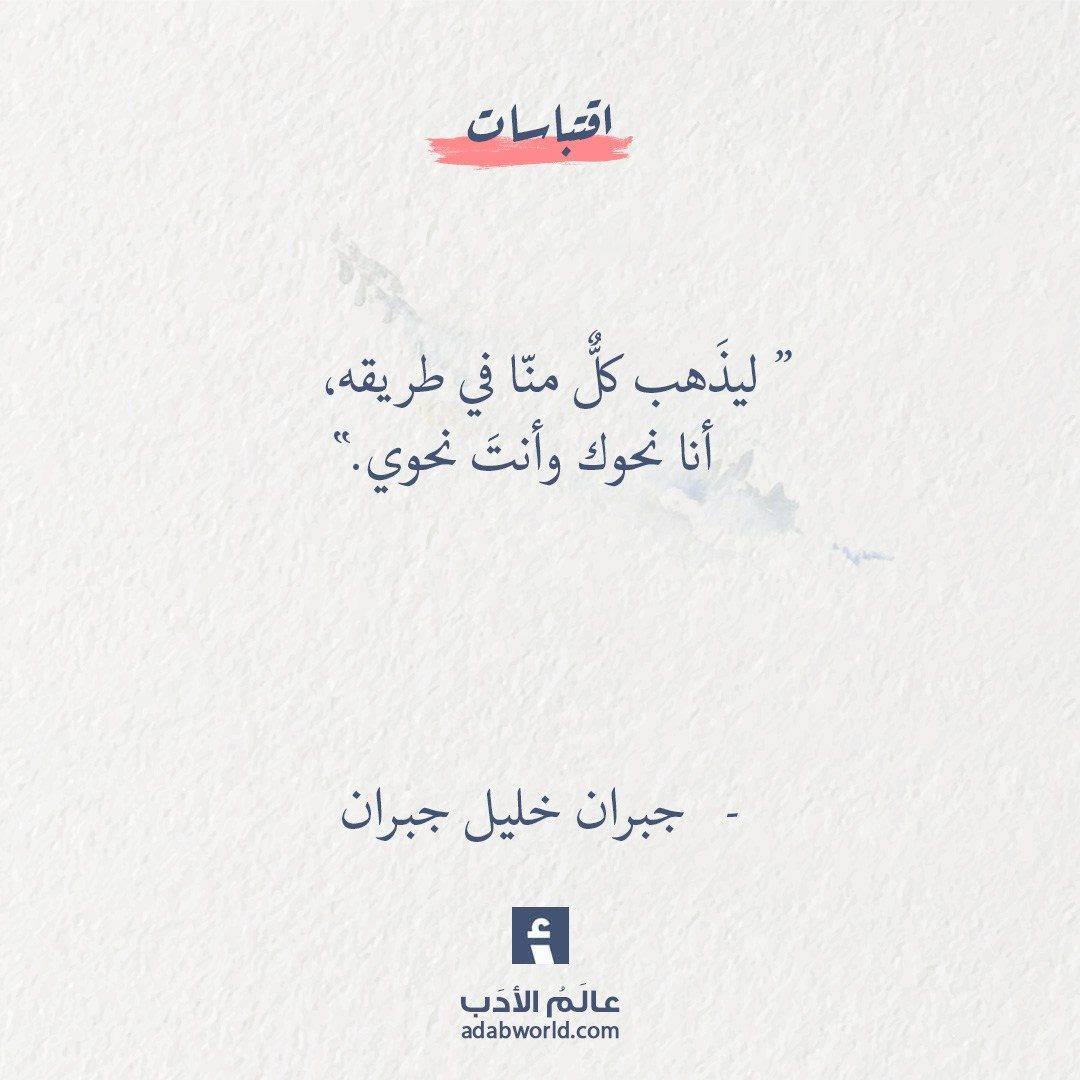 اقتباسات
” ليذَهب كلٌّ منّا في طريقه،
أنا نحوك وأنتَ نحوي.“
- جبران خليل جبران
أ
عالَمُ الأدَب
adabworld.com